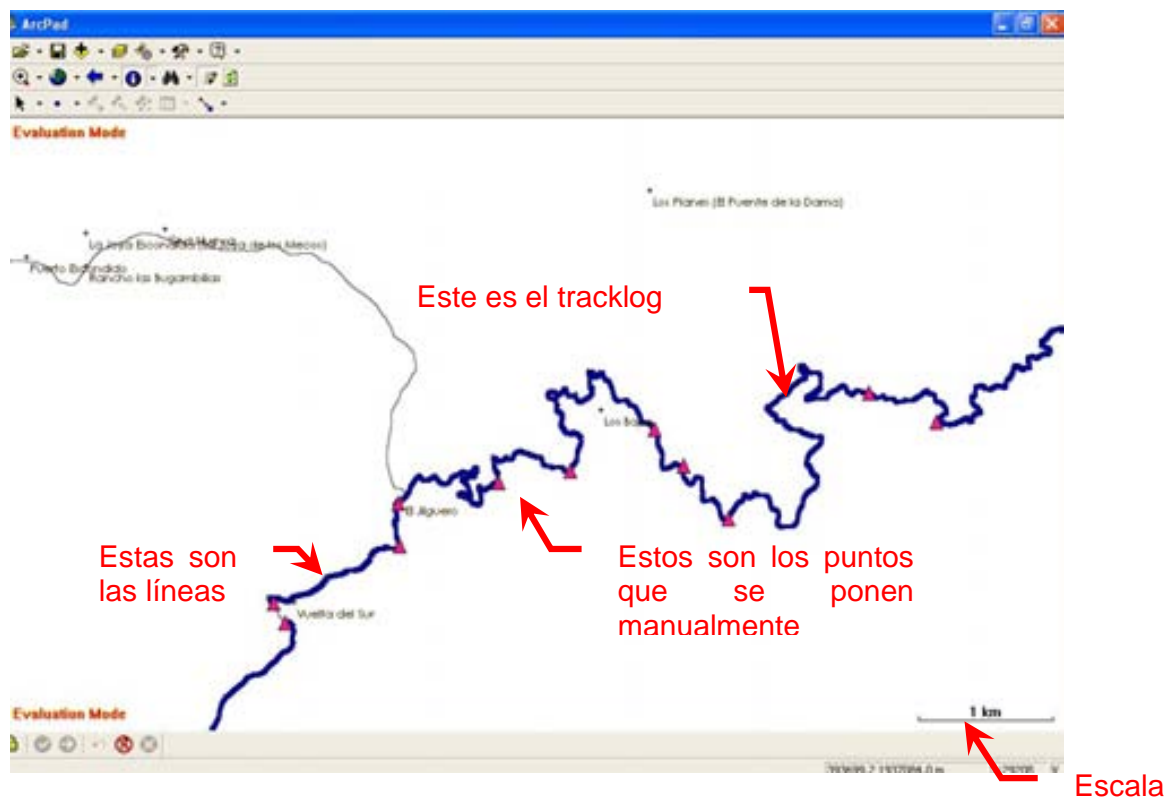 ArcPad
Evaluation Mode
Los Planes (El Puente de la Dama)
Puerto
Rancho las Bugambilias
Este es el tracklog
El Jilguero
Estas son
las líneas
Estos son los puntos
que se ponen
manualmente
Vuelta del Sur
Evaluation Mode
1 km
Escala